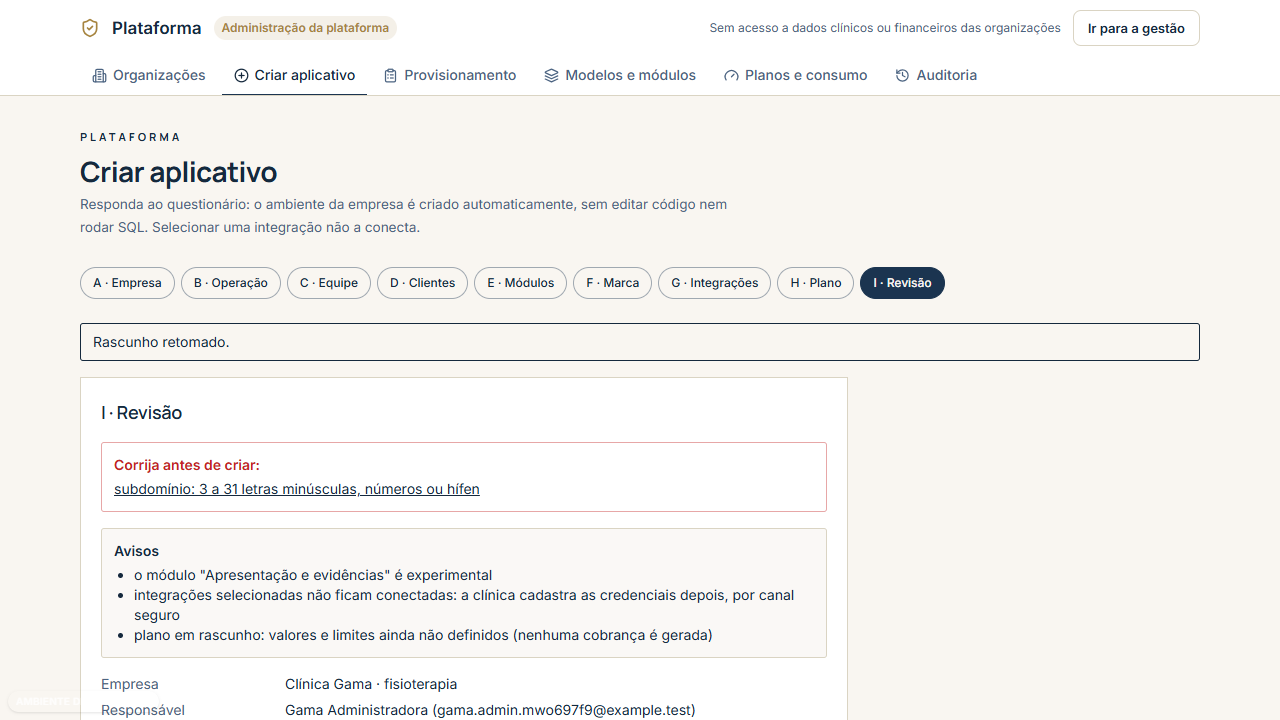 Plataforma
Administração da plataforma
Sem acesso a dados clínicos ou financeiros das organizações
Ir para a gestão
Organizações
Criar aplicativo
Provisionamento
Modelos e módulos
Planos e consumo
Auditoria
PLATAFORMA
Criar aplicativo
Responda ao questionário: o ambiente da empresa é criado automaticamente, sem editar código nem
rodar SQL. Selecionar uma integração não a conecta.
A · Empresa
B · Operação
C · Equipe
D · Clientes
E · Módulos
F · Marca
G · Integrações
H · Plano
I · Revisão
Rascunho retomado.
I · Revisão
Corrija antes de criar:
subdomínio: 3 a 31 letras minúsculas, números ou hífen
Avisos
• o módulo "Apresentação e evidências" é experimental
• integrações selecionadas não ficam conectadas: a clínica cadastra as credenciais depois, por canal
seguro
• plano em rascunho: valores e limites ainda não definidos (nenhuma cobrança é gerada)
Empresa
Clínica Gama · fisioterapia
Responsável
Gama Administradora (gama.admin.mwo697f9@example.test)